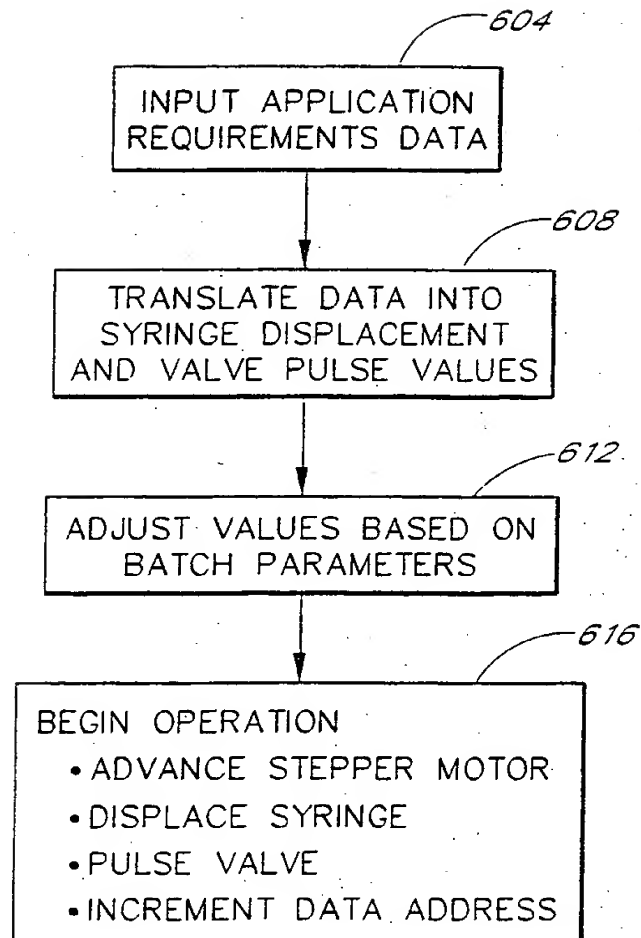 604
INPUT APPLICATION
REQUIREMENTS DATA
608
TRANSLATE DATA INTO
SYRINGE DISPLACEMENT
AND VALVE PULSE VALUES
612
ADJUST VALUES BASED ON
BATCH PARAMETERS
616
BEGIN OPERATION
• ADVANCE STEPPER MOTOR
• DISPLACE SYRINGE
• PULSE VALVE
• INCREMENT DATA ADDRESS